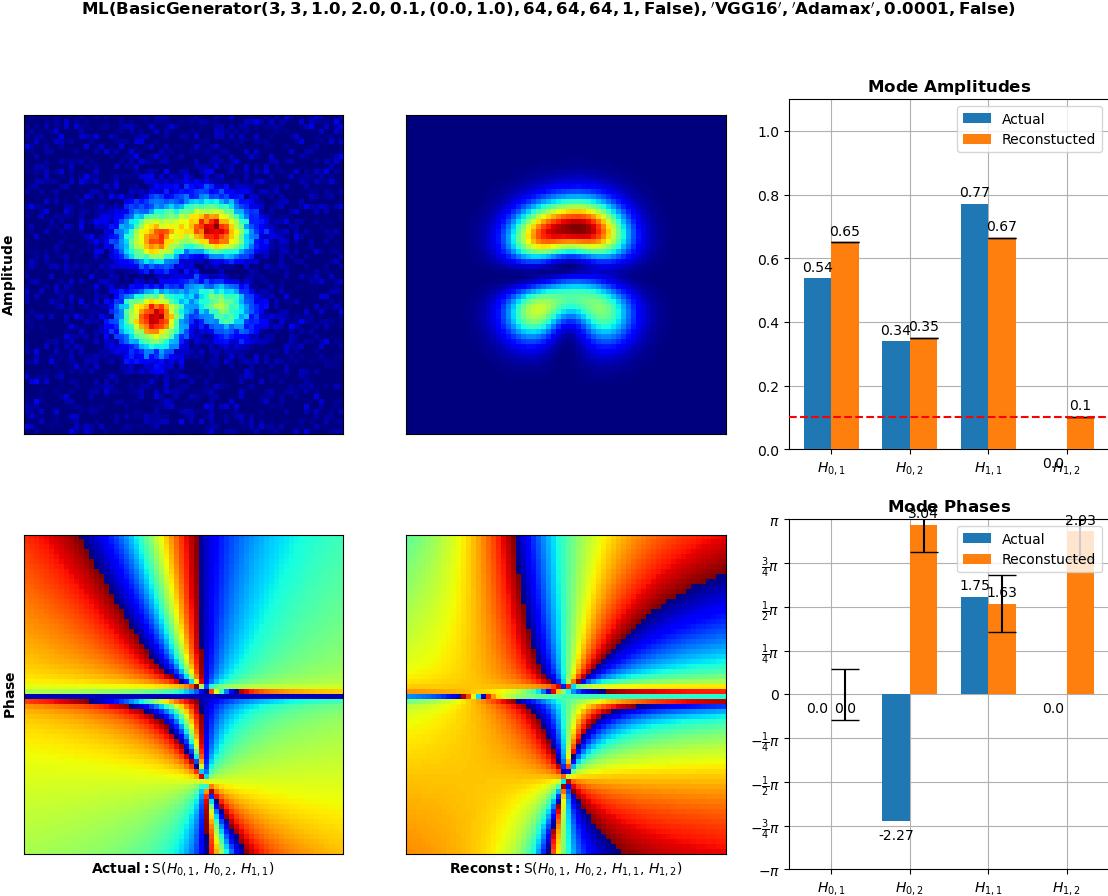 ML(BasicGenerator(3, 3, 1.0, 2.0, 0.1, (0.0, 1.0), 64, 64, 64, 1, False), ′VGG16′, ′Adamax′, 0.0001, False)
Mode Amplitudes
Actual
Reconstucted
1.0
0.8
0.6
0.4
0.2
0.0
0.54
0.65
0.34
0.35
0.77
0.67
0.0
0.1
H0,1
H0,2
H1,1
H1,2
Amplitude
Mode Phases
Actual
Reconstucted
π
3/4π
1/2π
1/4π
0
−1/4π
−1/2π
−3/4π
−π
0.0
0.0
-2.27
3.04
1.75
1.63
0.0
2.93
H0,1
H0,2
H1,1
H1,2
Phase
Actual: S(H0,1, H0,2, H1,1)
Reconst: S(H0,1, H0,2, H1,1, H1,2)